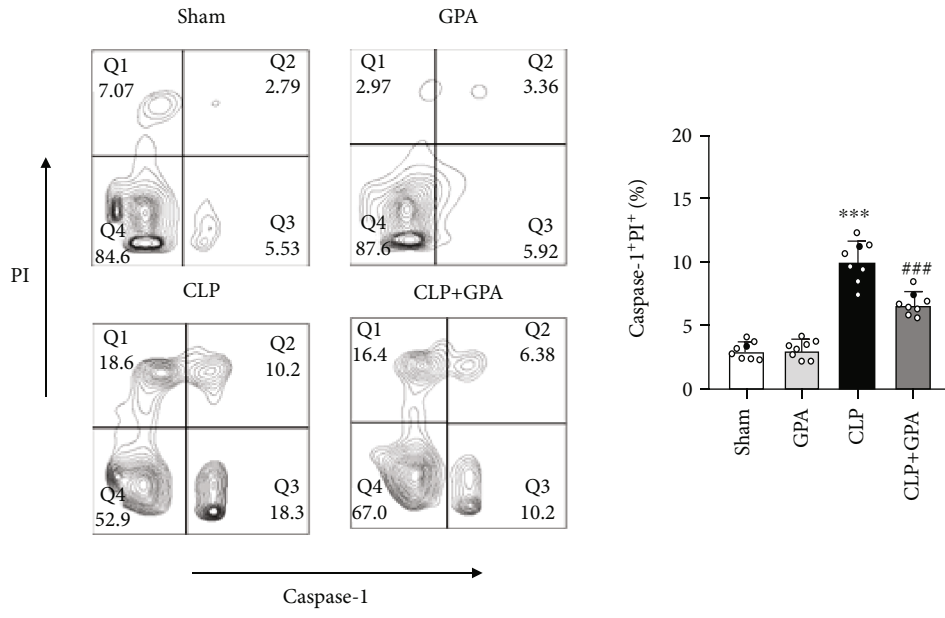 Sham
GPA
Q1
7.07
Q2
2.79
Q4
84.6
Q3
5.53
Q1
2.97
Q2
3.36
Q4
87.6
Q3
5.92
PI
CLP
CLP+GPA
Q1
18.6
Q2
10.2
Q4
52.9
Q3
18.3
Q1
16.4
Q2
6.38
Q4
67.0
Q3
10.2
Caspase-1
Caspase-1⁺PI⁺ (%)
20
15
10
5
0
***
###
Sham
GPA
CLP
CLP+GPA